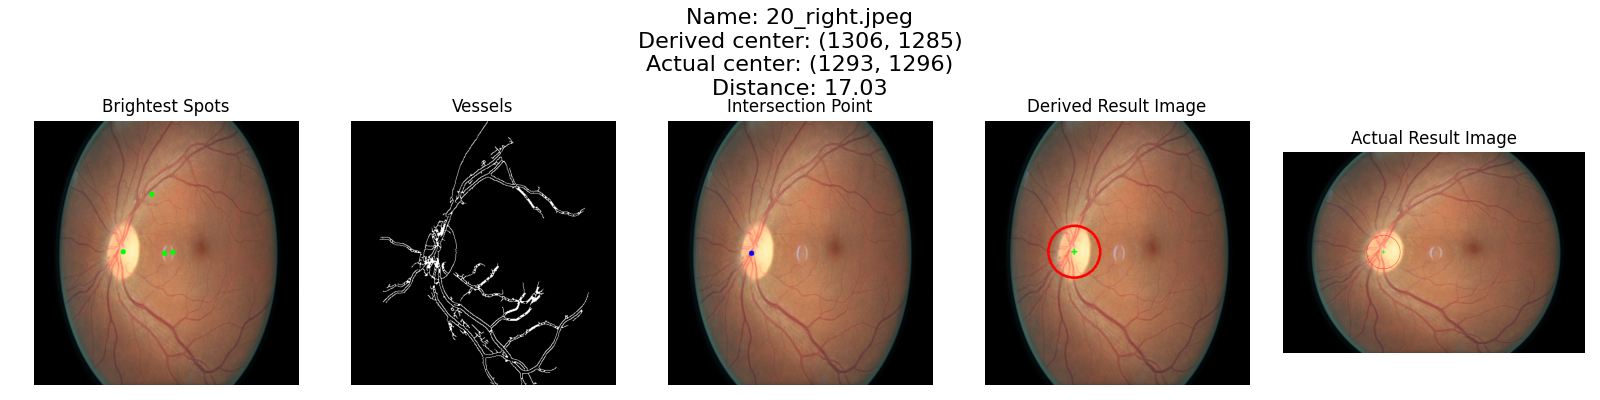 Name: 20_right.jpeg
Derived center: (1306, 1285)
Actual center: (1293, 1296)
Distance: 17.03
Brightest Spots
Vessels
Intersection Point
Derived Result Image
Actual Result Image